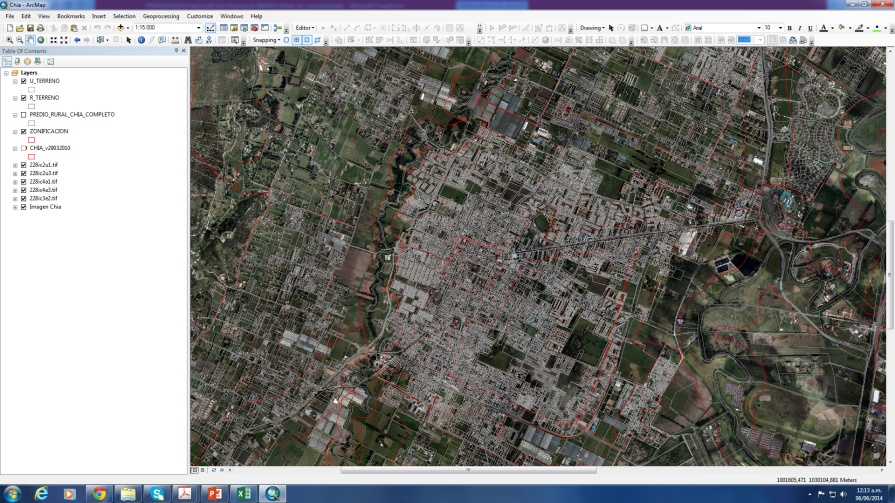 Chia - ArcMap
File Edit View Bookmarks Insert Selection Geoprocessing Customize Windows Help
1:15.000 Editor Drawing Arial 10 B I U A
Snapping
Table Of Contents
Layers
U_TERRENO
R_TERRENO
PREDIO_RURAL_CHIA_COMPLETO
ZONIFICACION
CHIA_v29032010
228ic2u1.tif
228ic2u3.tif
228ic4a1.tif
228ic4a3.tif
228ic3e2.tif
Imagen Chia
1001605,471 1030104,881 Meters
12:13 a.m.
06/06/2014